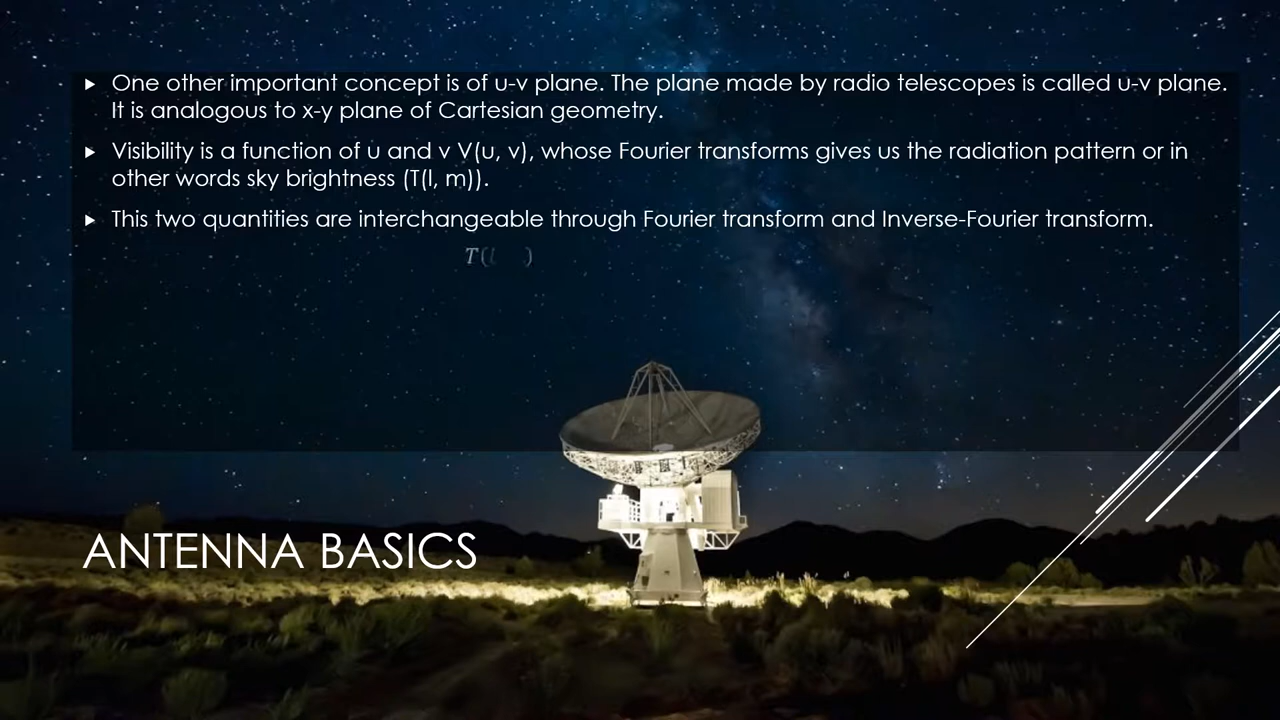 One other important concept is of u-v plane. The plane made by radio telescopes is called u-v plane.
It is analogous to x-y plane of Cartesian geometry.
Visibility is a function of u and v V(u, v), whose Fourier transforms gives us the radiation pattern or in
other words sky brightness (T(l, m)).
This two quantities are interchangeable through Fourier transform and Inverse-Fourier transform.
T(l )
ANTENNA BASICS